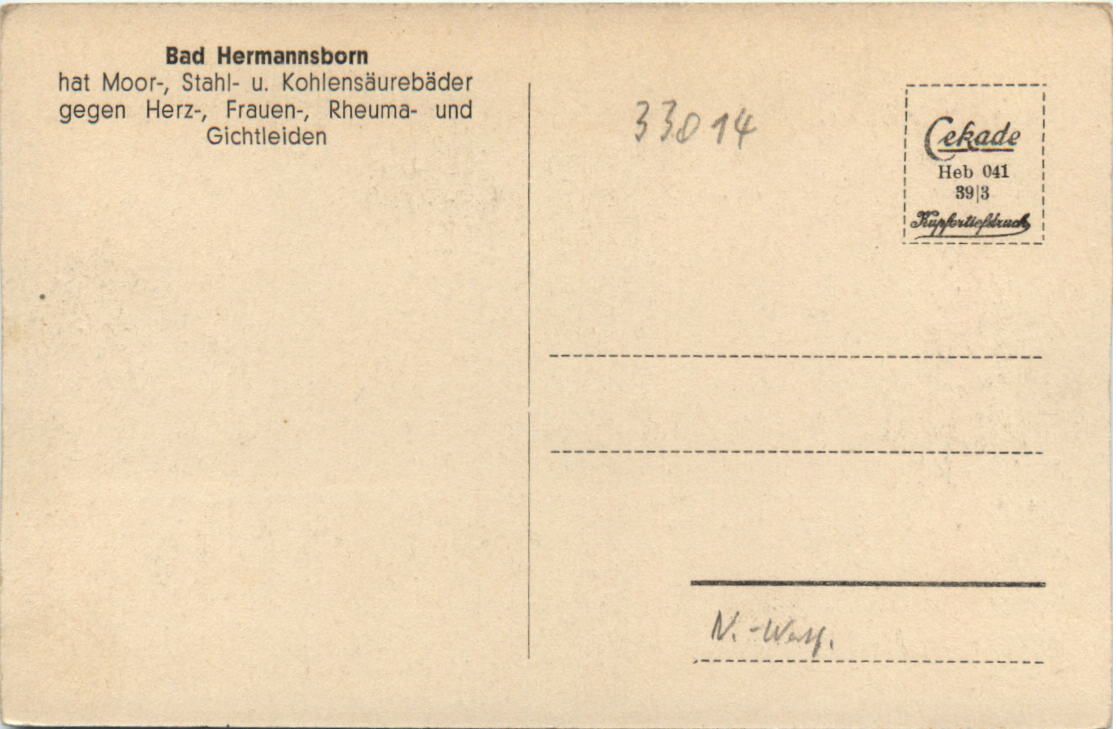 Bad Hermannsborn
hat Moor-, Stahl- u. Kohlensäurebäder
gegen Herz-, Frauen-, Rheuma- und
Gichtleiden
33014
Cekade
Heb 041
39|3
Kupfertiefdruck
N.-Westf.